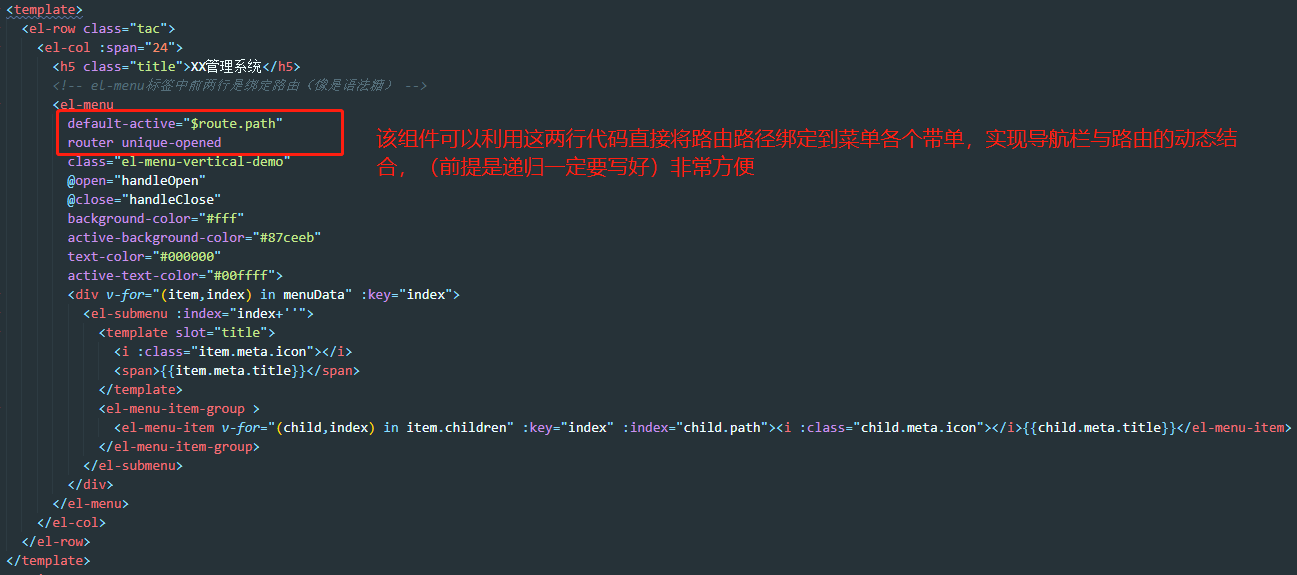 <template>
<el-row class="tac">
<el-col :span="24">
<h5 class="title">XX管理系统</h5>
<!-- el-menu标签中前两行是绑定路由（像是语法糖） -->
<el-menu
default-active="$route.path"
router unique-opened
该组件可以利用这两行代码直接将路由路径绑定到菜单各个带单，实现导航栏与路由的动态结
合，（前提是递归一定要写好）非常方便
class="el-menu-vertical-demo"
@open="handleOpen"
@close="handleClose"
background-color="#fff"
active-background-color="#87ceeb"
text-color="#000000"
active-text-color="#00ffff">
<div v-for="(item,index) in menuData" :key="index">
<el-submenu :index="index+''">
<template slot="title">
<i :class="item.meta.icon"></i>
<span>{{item.meta.title}}</span>
</template>
<el-menu-item-group >
<el-menu-item v-for="(child,index) in item.children" :key="index" :index="child.path"><i :class="child.meta.icon"></i>{{child.meta.title}}</el-menu-item>
</el-menu-item-group>
</el-submenu>
</div>
</el-menu>
</el-col>
</el-row>
</template>